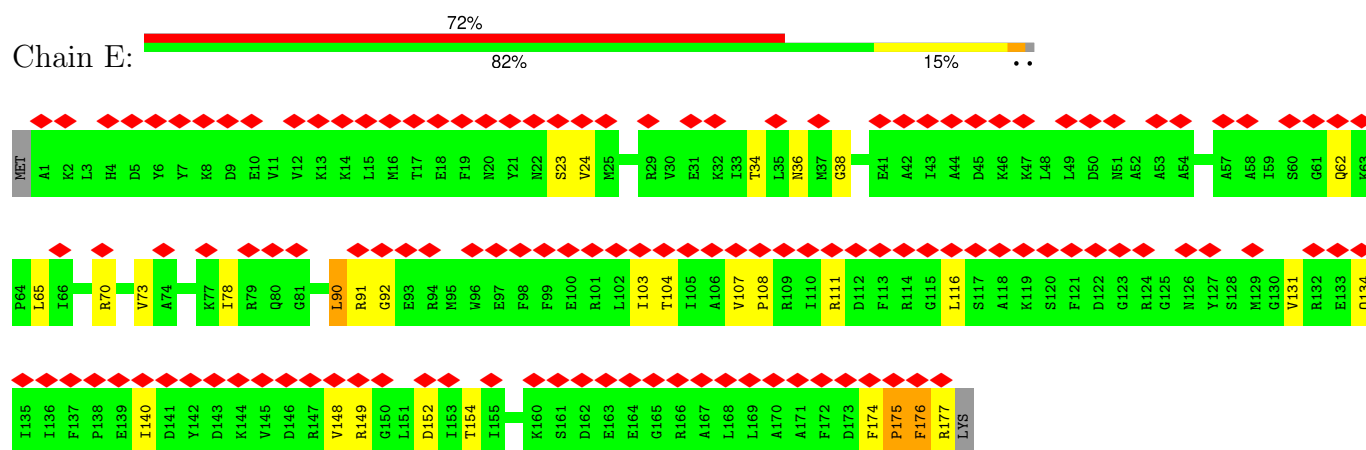 72%
Chain E:
82% 15% • •
MET A1 K2 L3 H4 D5 Y6 Y7 K8 D9 E10 V11 V12 K13 K14 L15 M16 T17 E18 F19 N20 Y21 N22 S23 V24 M25 R29 V30 E31 K32 I33 T34 L35 N36 M37 G38 E41 A42 I43 A44 D45 K46 K47 L48 L49 D50 N51 A52 A53 A54 A57 A58 I59 S60 G61 Q62 K63
P64 L65 I66 R70 V73 A74 K77 I78 R79 Q80 G81 L90 R91 G92 E93 R94 M95 W96 E97 F98 F99 E100 R101 L102 I103 T104 I105 A106 V107 P108 R109 I110 R111 D112 F113 R114 G115 L116 S117 A118 K119 S120 F121 D122 G123 R124 G125 N126 Y127 S128 M129 G130 V131 R132 E133 Q134
I135 I136 F137 P138 E139 I140 D141 Y142 D143 K144 V145 D146 R147 V148 R149 G150 L151 D152 I153 T154 I155 K160 S161 D162 E163 E164 G165 R166 A167 L168 L169 A170 A171 F172 D173 F174 P175 F176 R177 LYS